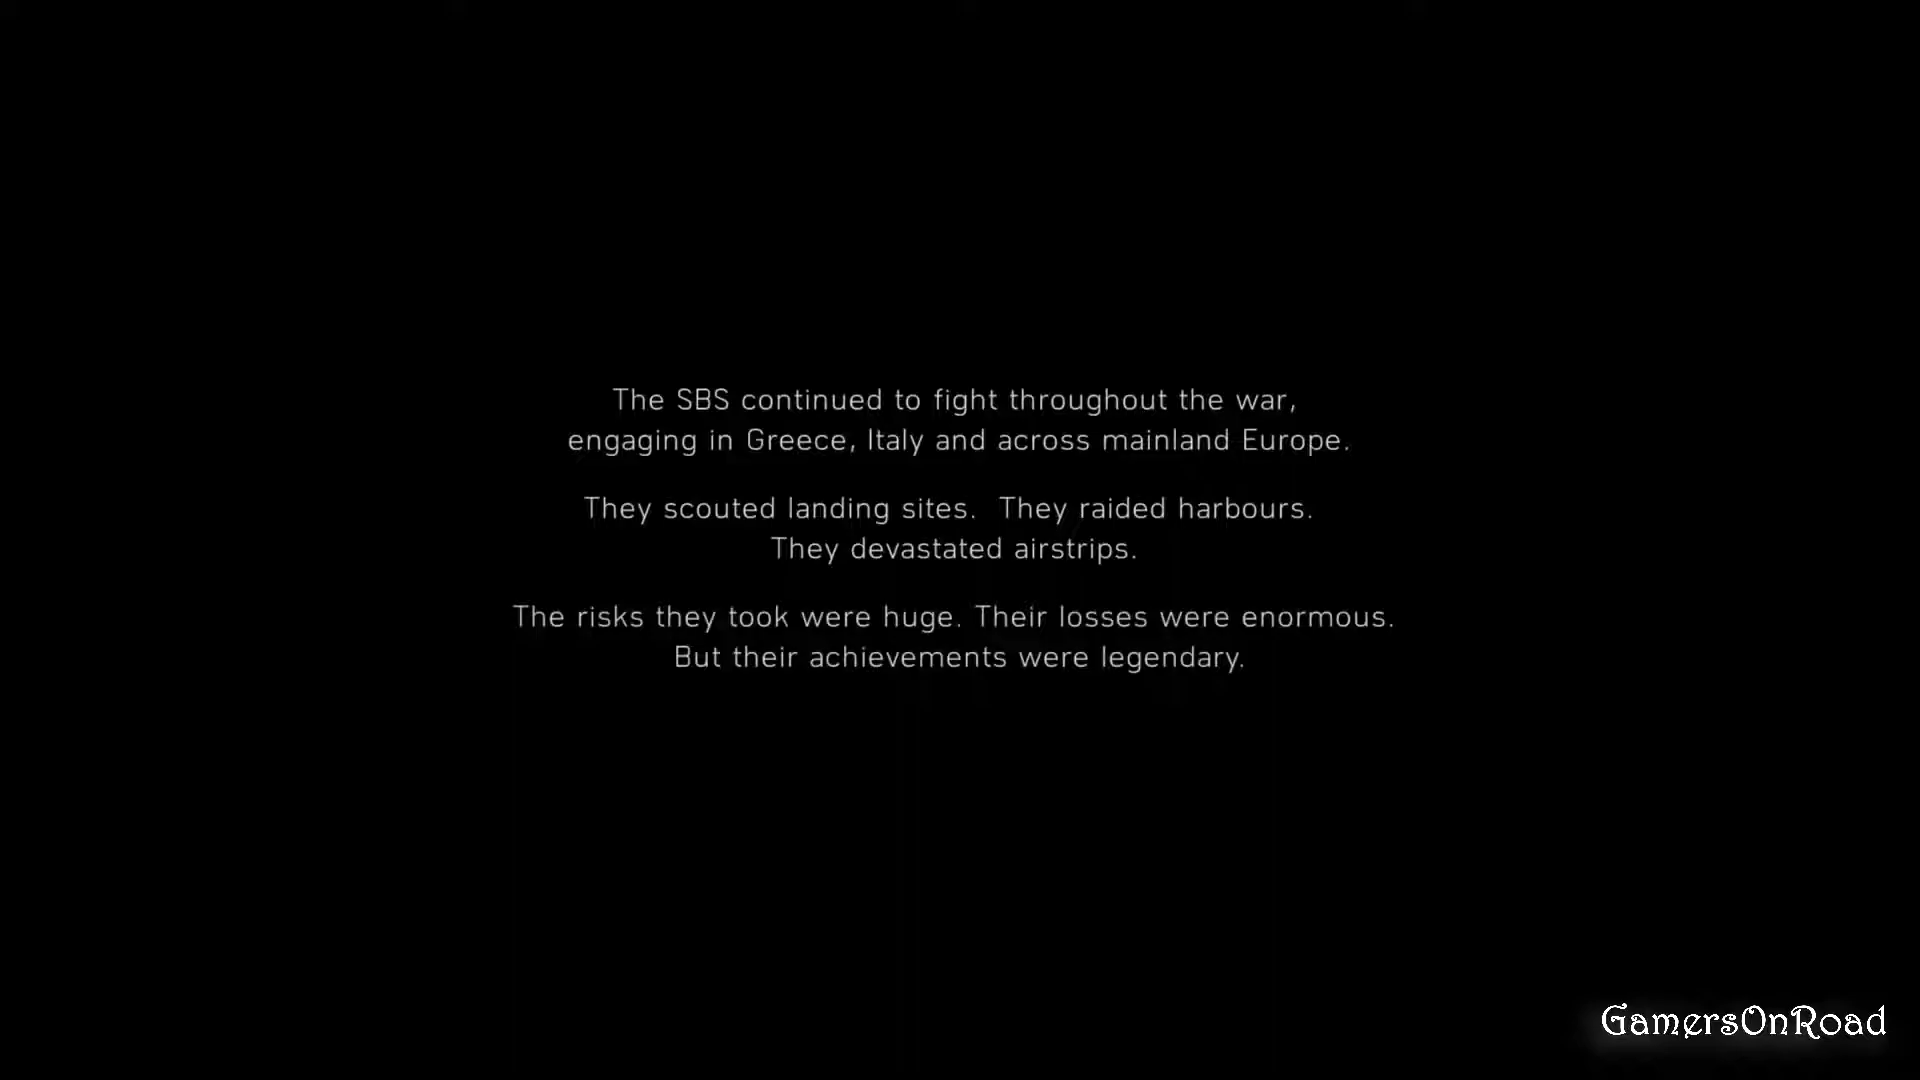 The SBS continued to fight throughout the war,
engaging in Greece, Italy and across mainland Europe.
They scouted landing sites.  They raided harbours.
They devastated airstrips.
The risks they took were huge. Their losses were enormous.
But their achievements were legendary.
GamersOnRoad